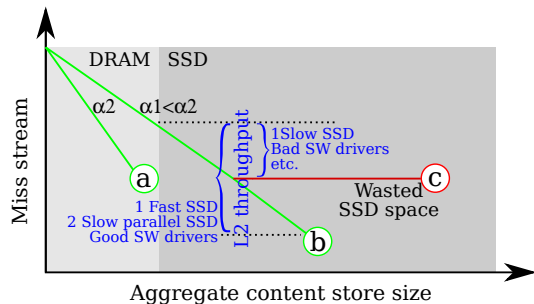 DRAM
SSD
α2
α1<α2
1Slow SSD
Bad SW drivers
etc.
L2 throughput
a
c
Wasted
SSD space
1 Fast SSD
2 Slow parallel SSD
Good SW drivers
b
Miss stream
Aggregate content store size